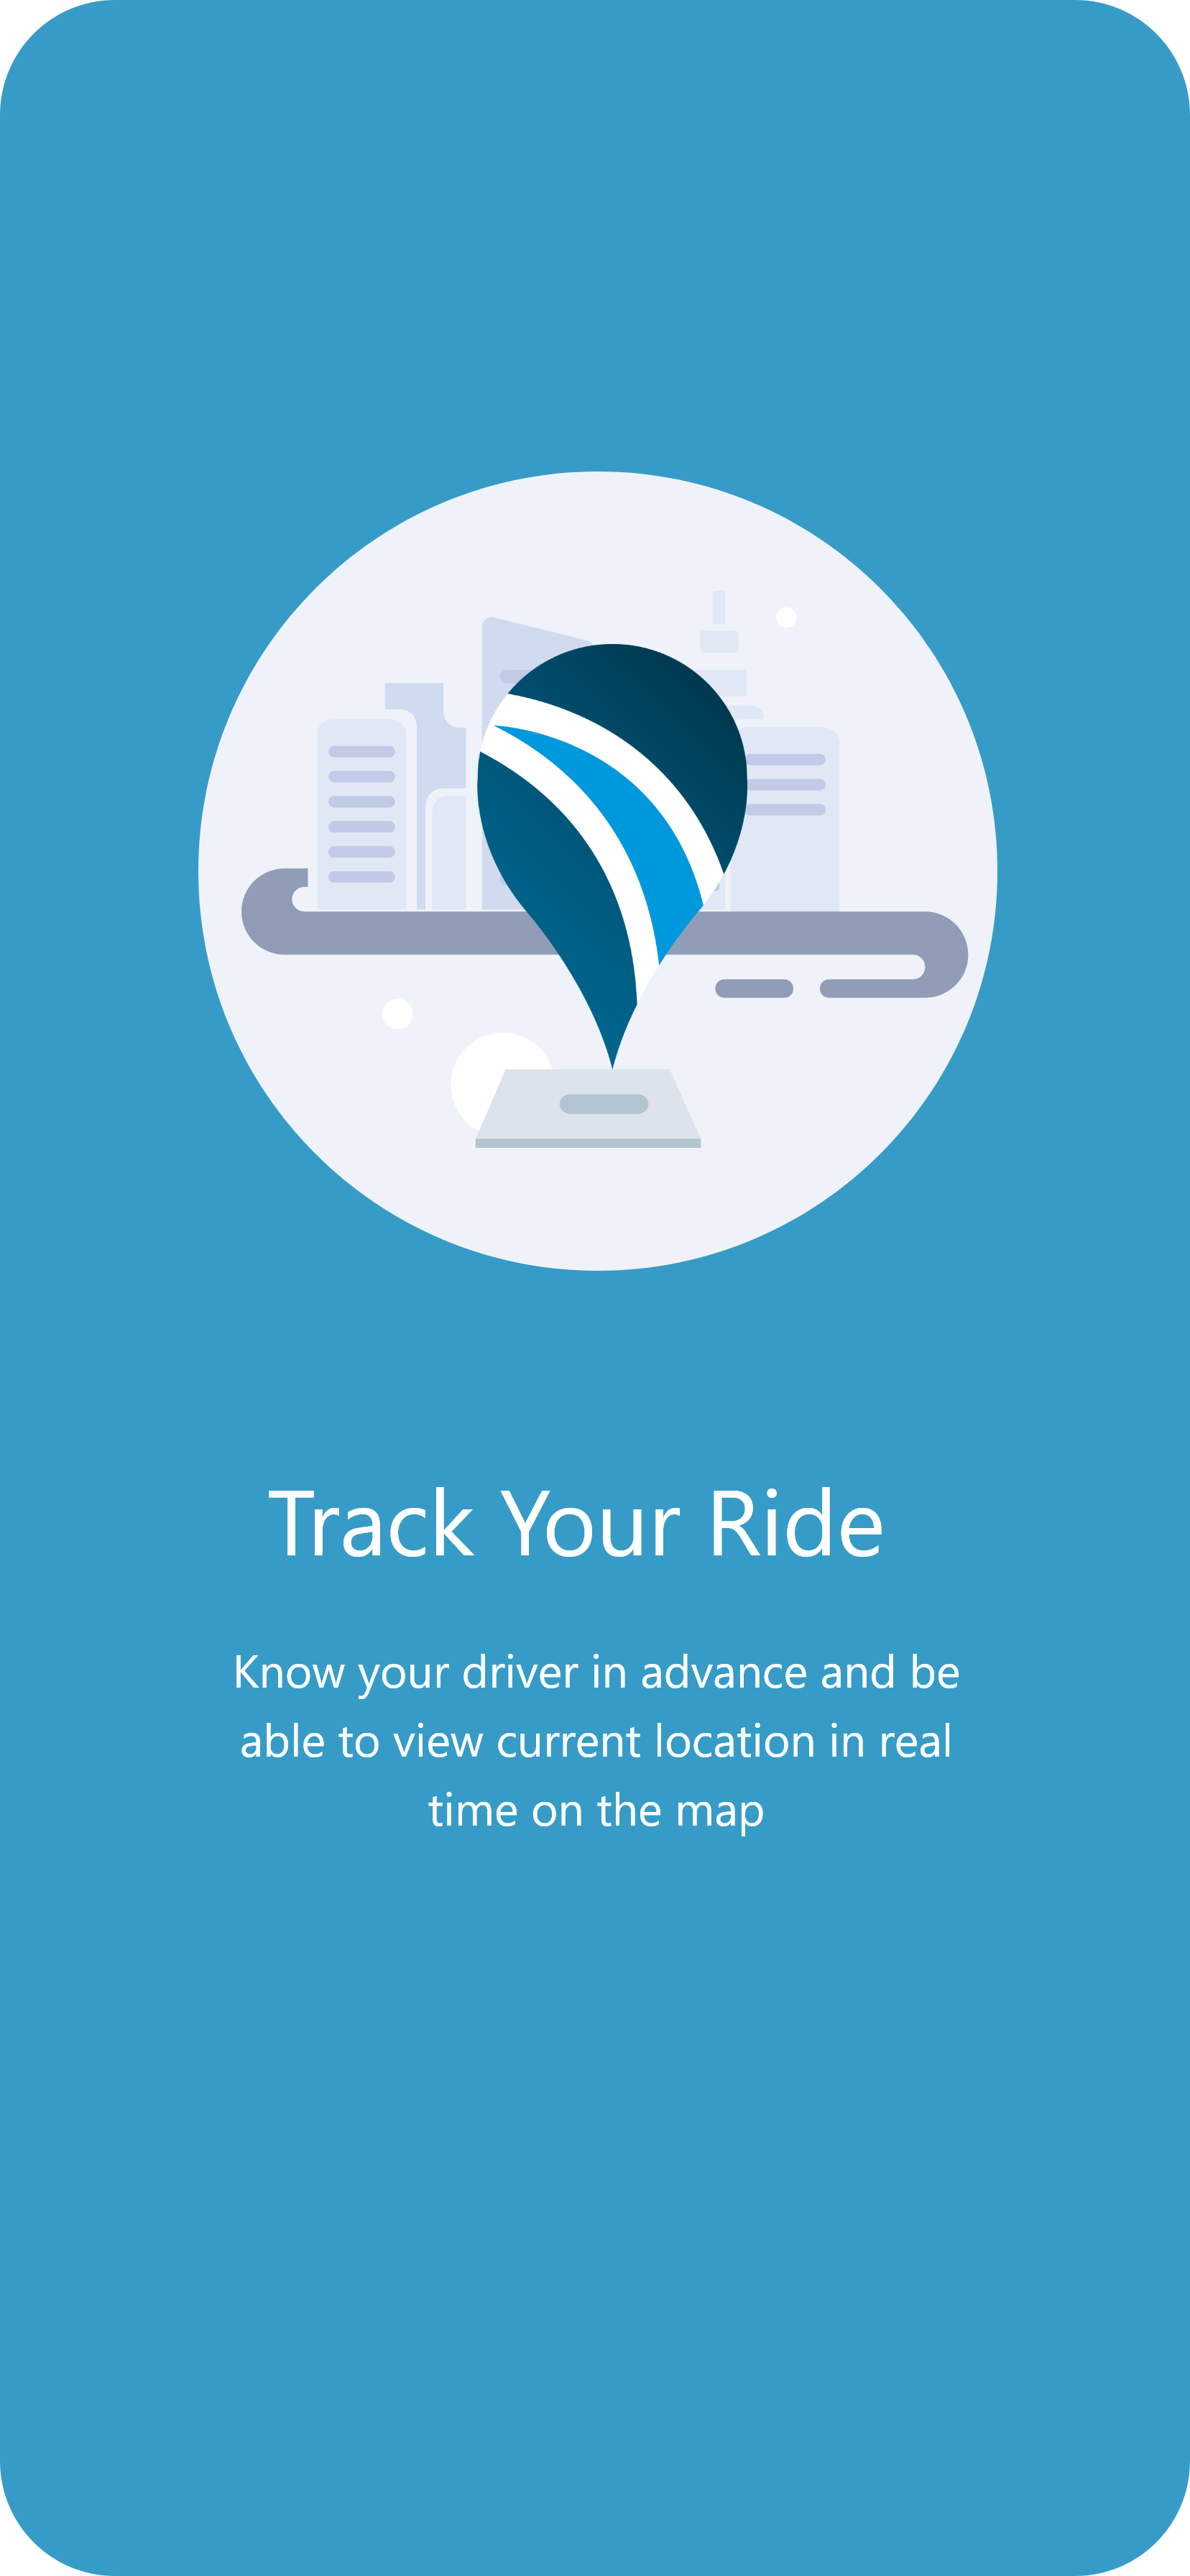 Track Your Ride
Know your driver in advance and be
able to view current location in real
time on the map